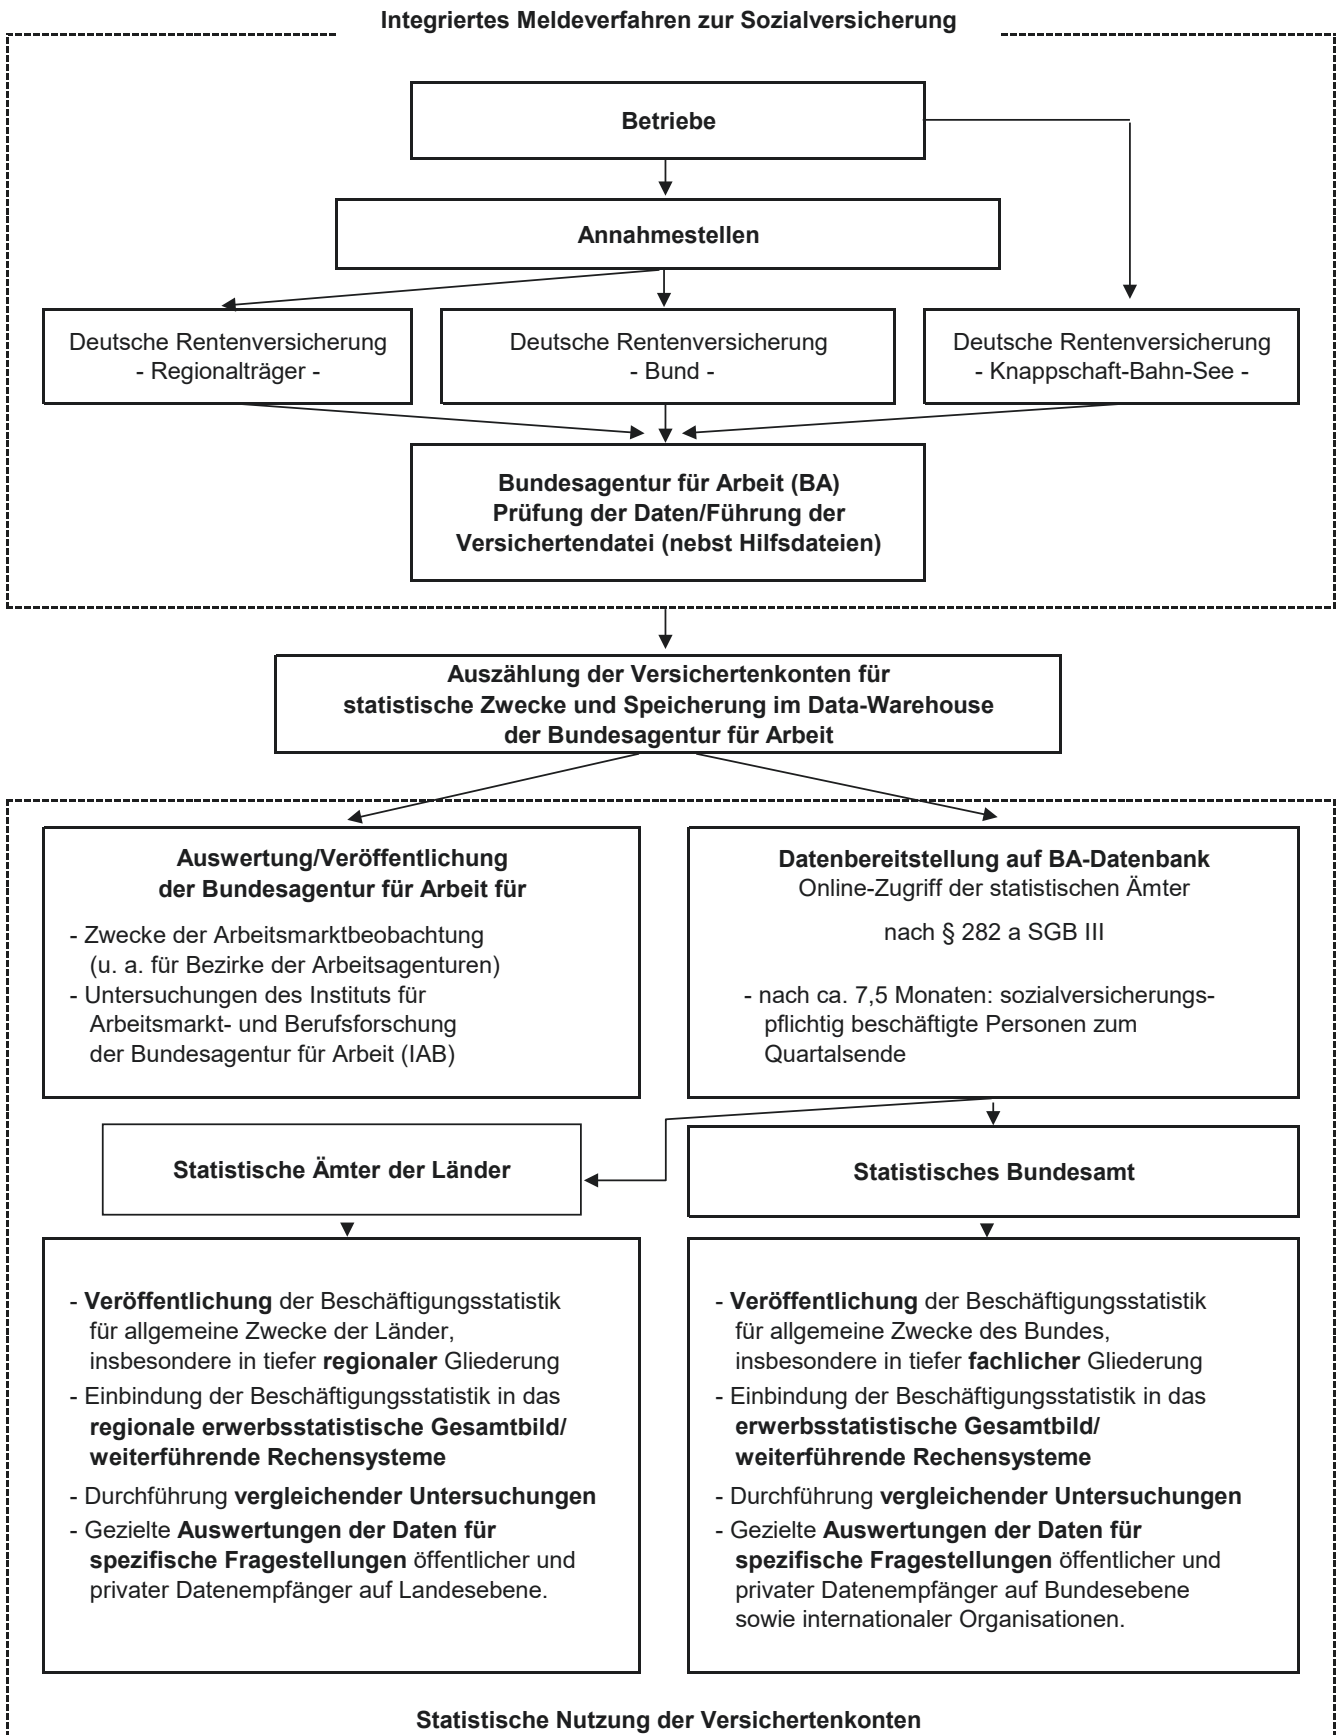 Integriertes Meldeverfahren zur Sozialversicherung
Betriebe
Annahmestellen
Deutsche Rentenversicherung
- Regionalträger -
Deutsche Rentenversicherung
- Bund -
Deutsche Rentenversicherung
- Knappschaft-Bahn-See -
Bundesagentur für Arbeit (BA)
Prüfung der Daten/Führung der
Versichertendatei (nebst Hilfsdateien)
Auszählung der Versichertenkonten für
statistische Zwecke und Speicherung im Data-Warehouse
der Bundesagentur für Arbeit
Auswertung/Veröffentlichung
der Bundesagentur für Arbeit für
- Zwecke der Arbeitsmarktbeobachtung
(u. a. für Bezirke der Arbeitsagenturen)
- Untersuchungen des Instituts für
Arbeitsmarkt- und Berufsforschung
der Bundesagentur für Arbeit (IAB)
Datenbereitstellung auf BA-Datenbank
Online-Zugriff der statistischen Ämter
nach § 282 a SGB III
- nach ca. 7,5 Monaten: sozialversicherungs-
pflichtig beschäftigte Personen zum
Quartalsende
Statistische Ämter der Länder
Statistisches Bundesamt
- Veröffentlichung der Beschäftigungsstatistik
für allgemeine Zwecke der Länder,
insbesondere in tiefer regionaler Gliederung
- Einbindung der Beschäftigungsstatistik in das
regionale erwerbsstatistische Gesamtbild/
weiterführende Rechensysteme
- Durchführung vergleichender Untersuchungen
- Gezielte Auswertungen der Daten für
spezifische Fragestellungen öffentlicher und
privater Datenempfänger auf Landesebene.
- Veröffentlichung der Beschäftigungsstatistik
für allgemeine Zwecke des Bundes,
insbesondere in tiefer fachlicher Gliederung
- Einbindung der Beschäftigungsstatistik in das
erwerbsstatistische Gesamtbild/
weiterführende Rechensysteme
- Durchführung vergleichender Untersuchungen
- Gezielte Auswertungen der Daten für
spezifische Fragestellungen öffentlicher und
privater Datenempfänger auf Bundesebene
sowie internationaler Organisationen.
Statistische Nutzung der Versichertenkonten